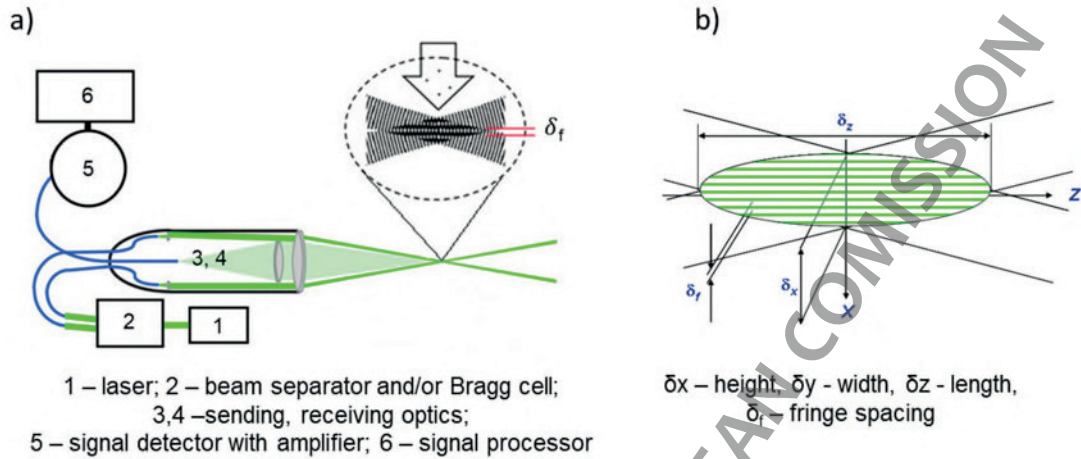 a)
b)
6
5
3, 4
2
1
δf
δz
Z
δf
δx
X
1 – laser; 2 – beam separator and/or Bragg cell;
3,4 –sending, receiving optics;
5 – signal detector with amplifier; 6 – signal processor
δx – height, δy - width, δz - length,
δf – fringe spacing
EAN COMISSION